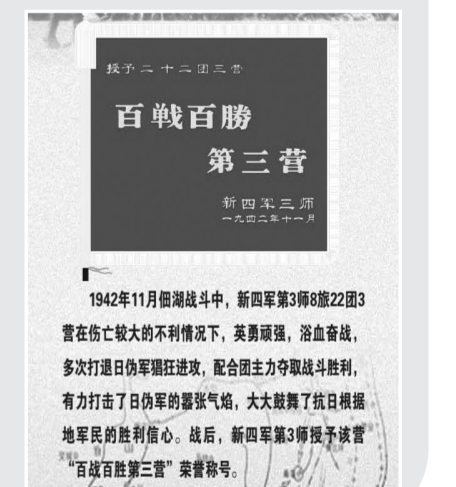 授予二十二团三营
百戦百勝
第三营
新四军三师
一九四二年十一月
1942年11月佃湖战斗中，新四军第3师8旅22团3
营在伤亡较大的不利情况下，英勇顽强，浴血奋战，
多次打退日伪军猖狂进攻，配合团主力夺取战斗胜利，
有力打击了日伪军的嚣张气焰，大大鼓舞了抗日根据
地军民的胜利信心。战后，新四军第3师授予该营
“百战百胜第三营”荣誉称号。